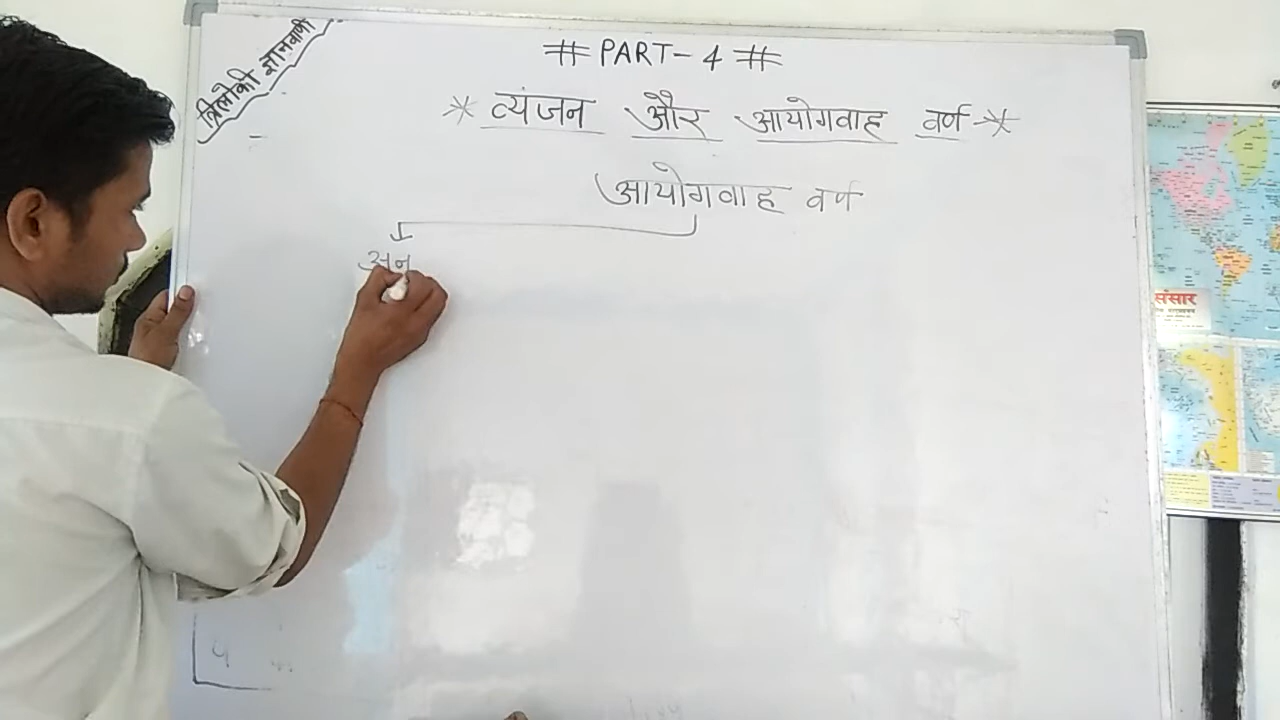 त्रिलोकी ज्ञानवाणी
# PART-4 #
* व्यंजन और आयोगवाह वर्ण *
आयोगवाह वर्ण
अन
संसार